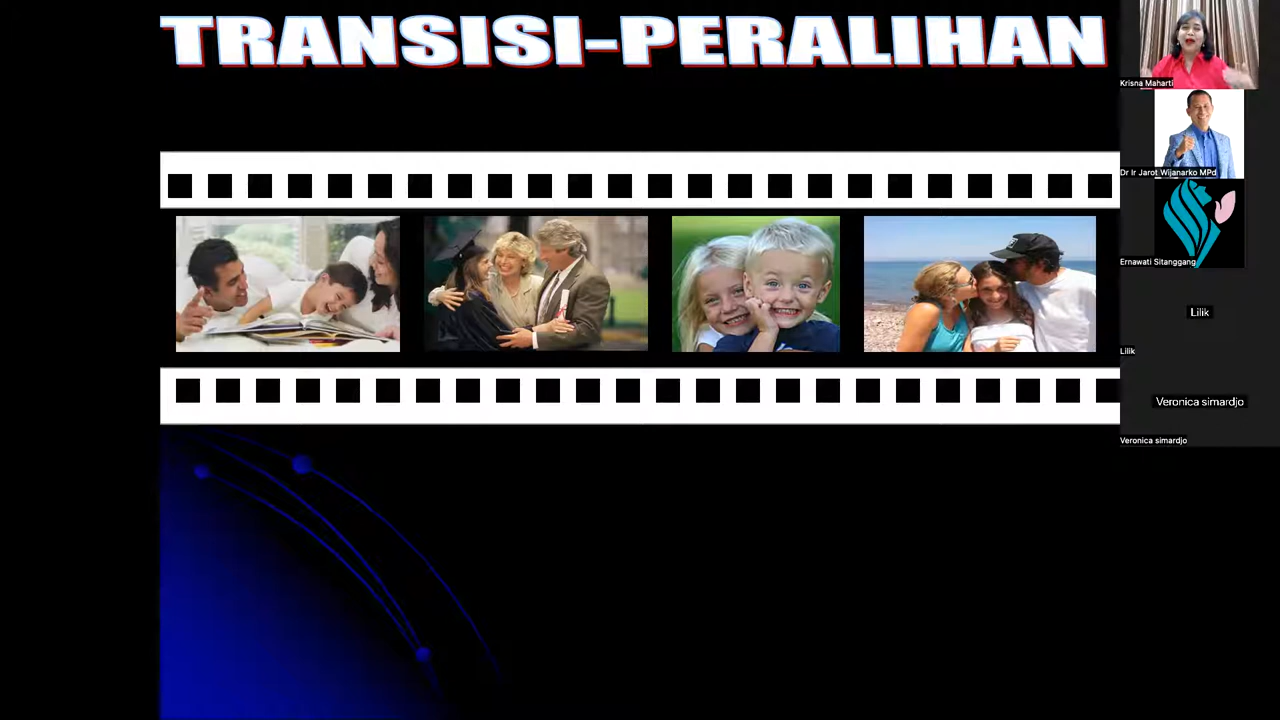 TRANSISI-PERALIHAN
Krisna Maharti
Dr Ir Jarot Wijanarko MPd
Ernawati Sitanggang
Lilik
Lilik
Veronica simardjo
Veronica simardjo